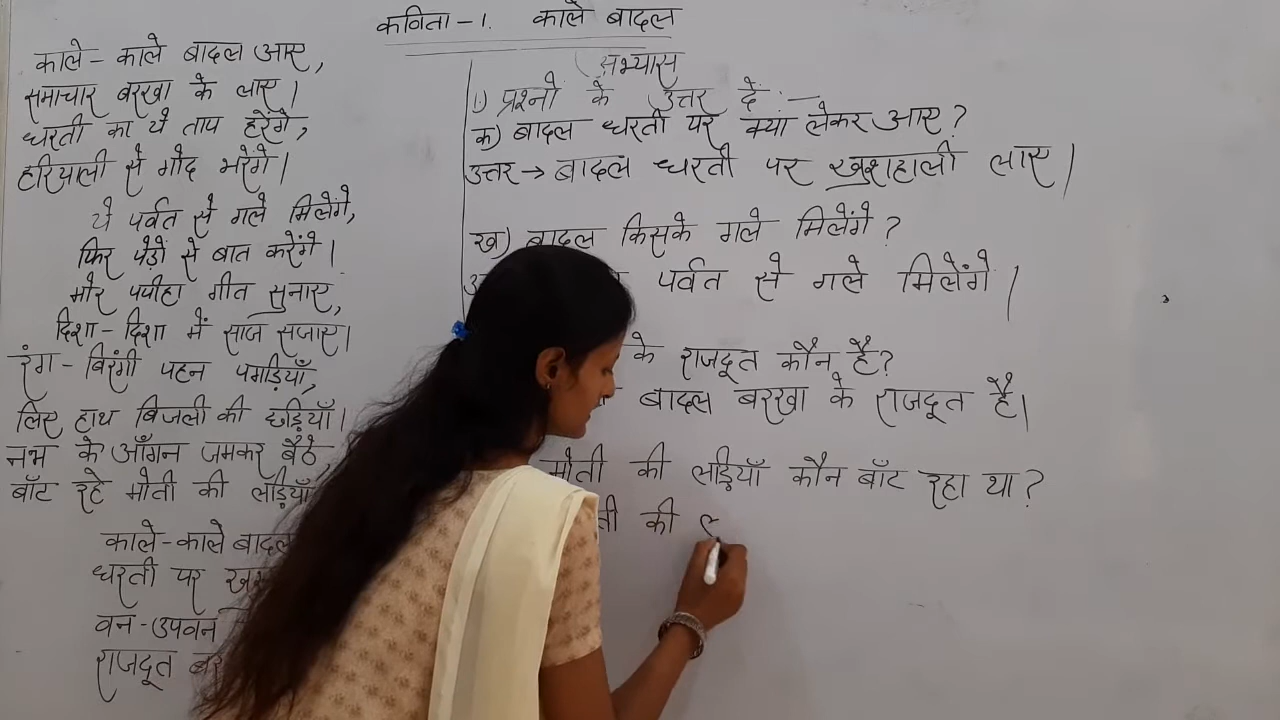 कविता - 1. काले बादल
काले - काले बादल आए,
समाचार बरखा के लाए।
धरती का ये ताप हरेंगे,
हरियाली से गोद भरेंगे।
ये पर्वत से गले मिलेंगे,
फिर पेड़ों से बात करेंगे।
मोर पपीहा गीत सुनाए,
दिशा - दिशा में साज सजाए।
रंग - बिरंगी पहन पगड़ियाँ,
लिए हाथ बिजली की छड़ियाँ।
नभ के आँगन जमकर बैठे,
बाँट रहे मोती की लड़ियाँ
काले - काले बादल
धरती पर
वन - उपवन
राजदूत
अभ्यास
1) प्रश्नों के उत्तर दें : —
क) बादल धरती पर क्या लेकर आए ?
उत्तर → बादल धरती पर खुशहाली लाए।
ख) बादल किसके गले मिलेंगे ?
पर्वत से गले मिलेंगे।
के राजदूत कौन है?
बादल बरखा के राजदूत है।
मोती की लड़ियाँ कौन बाँट रहा था ?
की